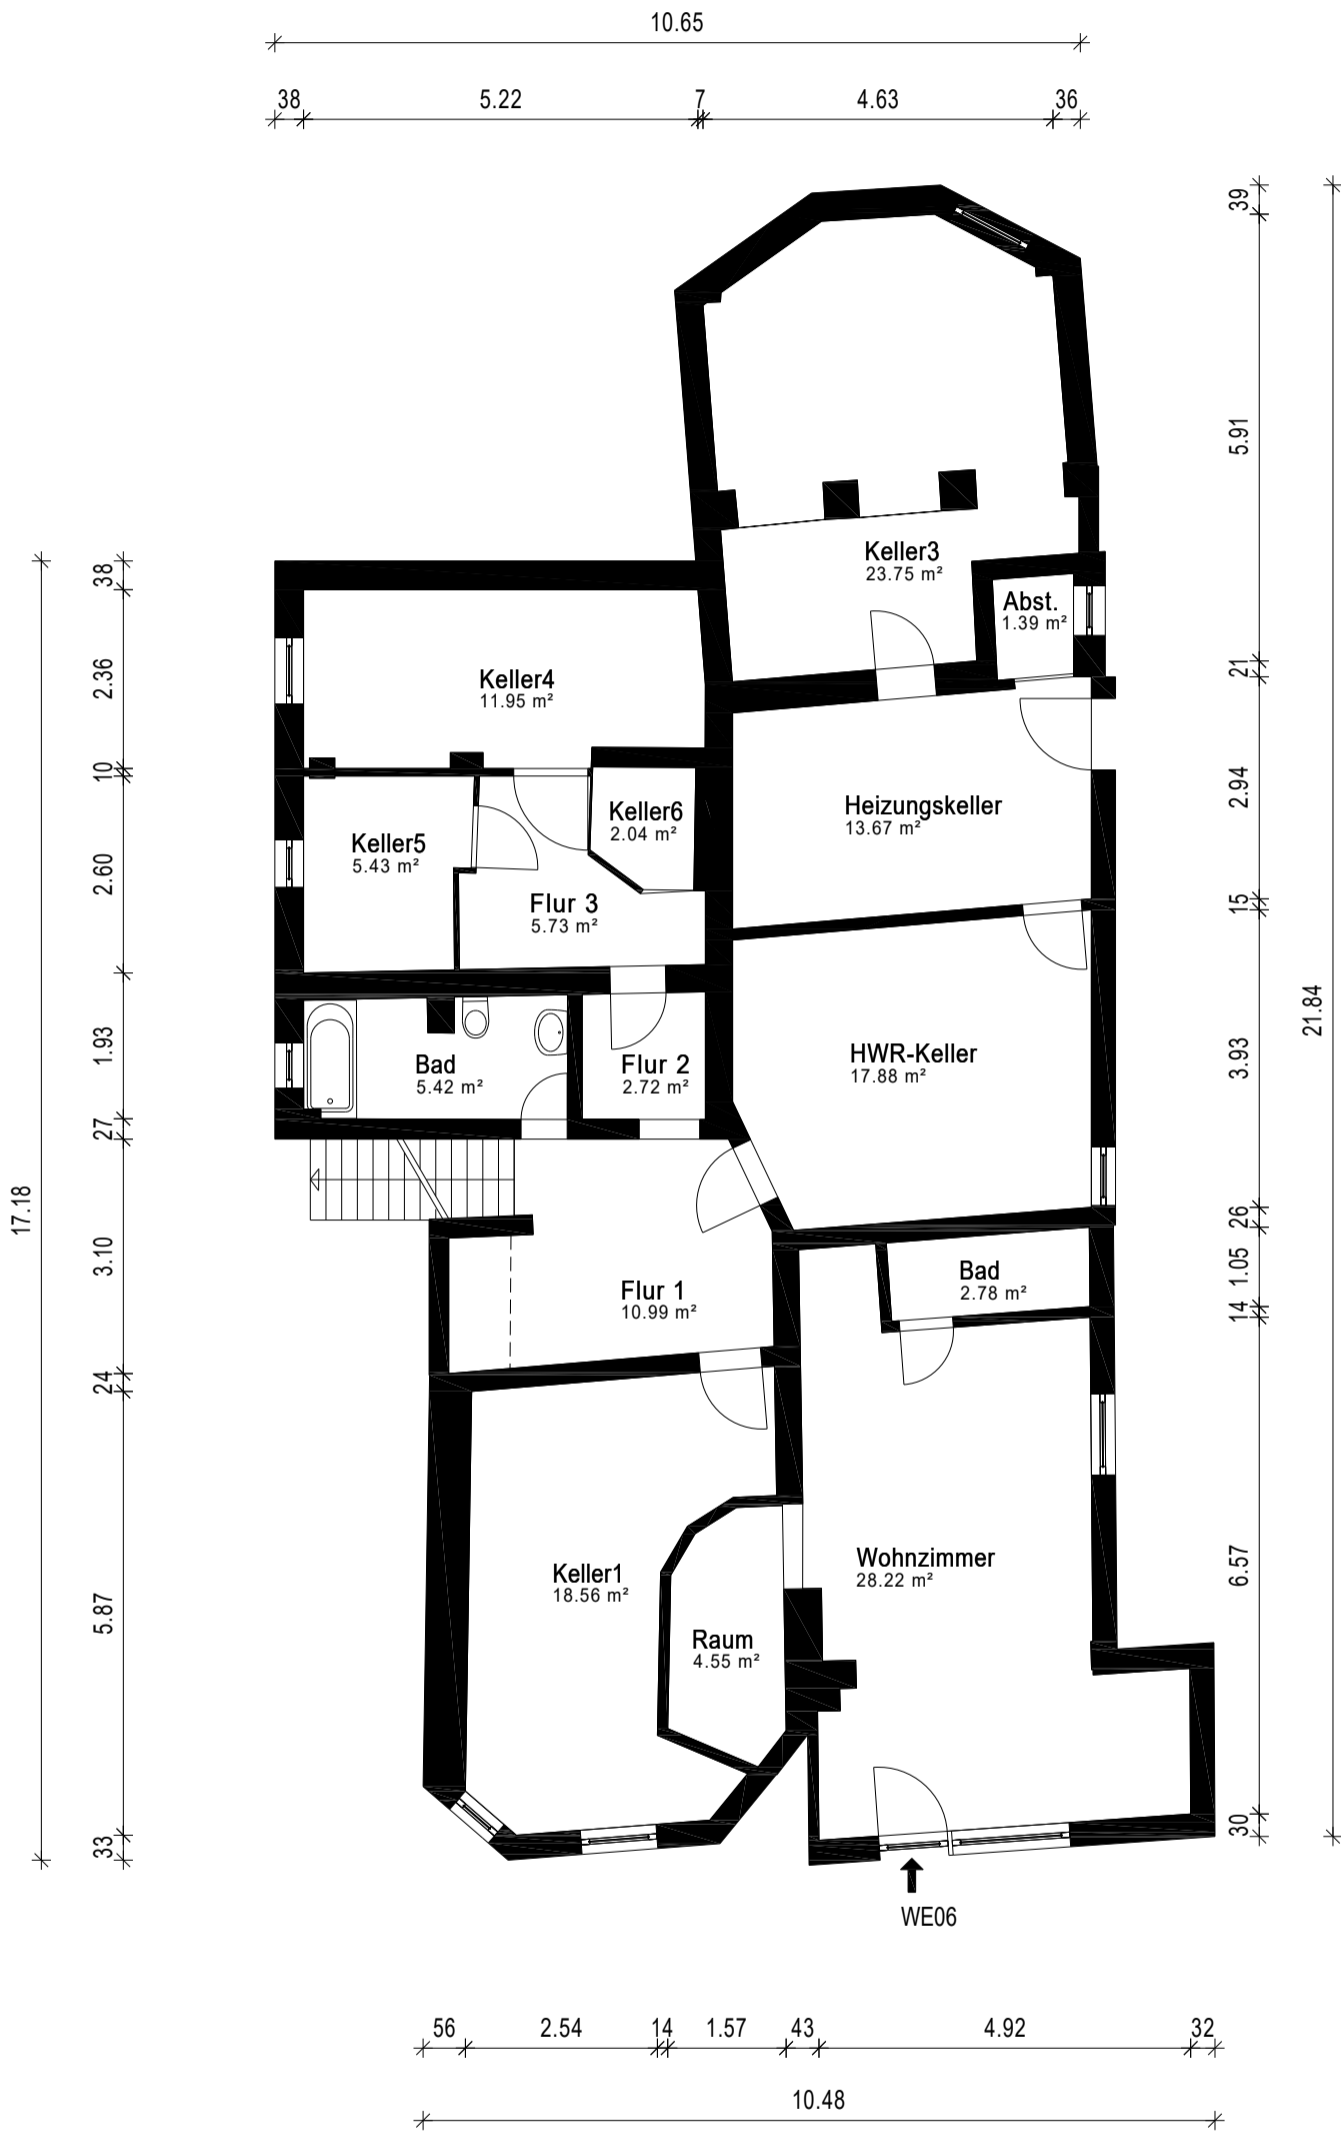 10.65
38 5.22 7 4.63 36
39
5.91
21
2.94
15
3.93
26
1.05
14
6.57
30
21.84
38
2.36
10
2.60
1.93
27
3.10
24
5.87
33
17.18
Keller3
23.75 m²
Abst.
1.39 m²
Keller4
11.95 m²
Heizungskeller
13.67 m²
Keller6
2.04 m²
Keller5
5.43 m²
Flur 3
5.73 m²
HWR-Keller
17.88 m²
Bad
5.42 m²
Flur 2
2.72 m²
Flur 1
10.99 m²
Bad
2.78 m²
Keller1
18.56 m²
Wohnzimmer
28.22 m²
Raum
4.55 m²
WE06
56 2.54 14 1.57 43 4.92 32
10.48